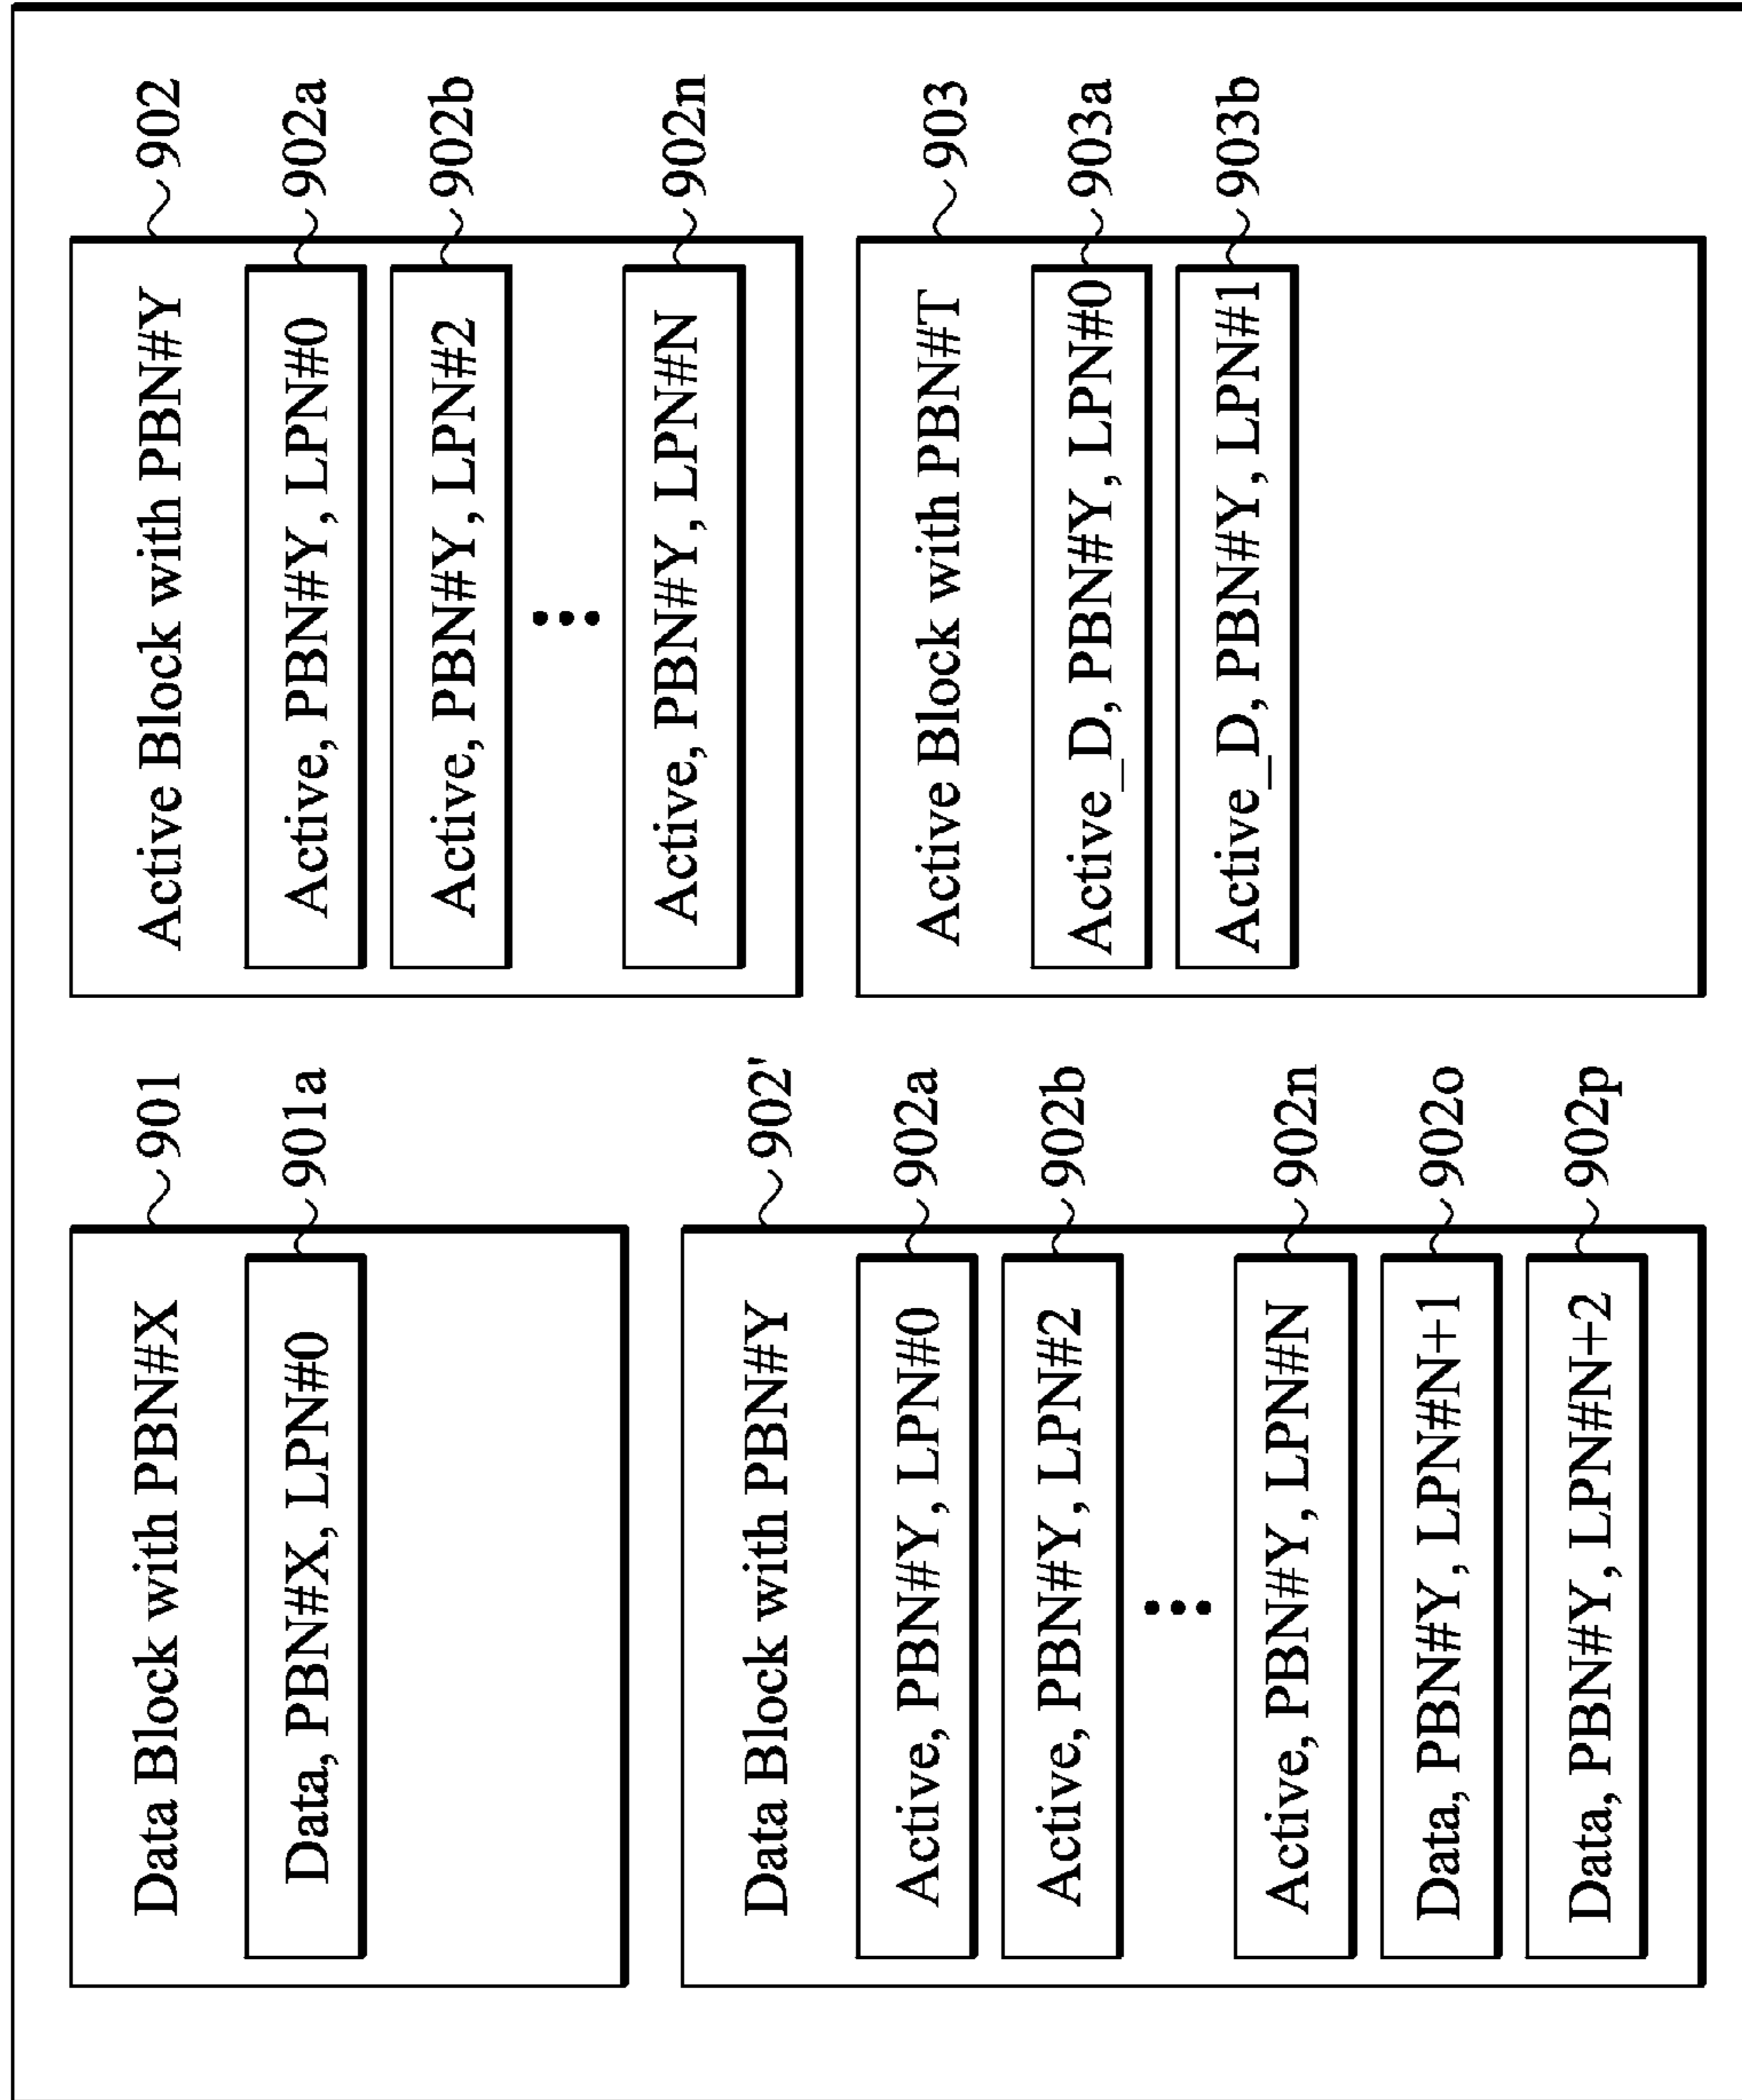 Data Block with PBN#X
901
Data, PBN#X, LPN#0
901a
Data Block with PBN#Y
902'
Active, PBN#Y, LPN#0
902a
Active, PBN#Y, LPN#2
902b
Active, PBN#Y, LPN#N
902n
Data, PBN#Y, LPN#N+1
902o
Data, PBN#Y, LPN#N+2
902p
Active Block with PBN#Y
902
Active, PBN#Y, LPN#0
902a
Active, PBN#Y, LPN#2
902b
Active, PBN#Y, LPN#N
902n
Active Block with PBN#T
903
Active_D, PBN#Y, LPN#0
903a
Active_D, PBN#Y, LPN#1
903b